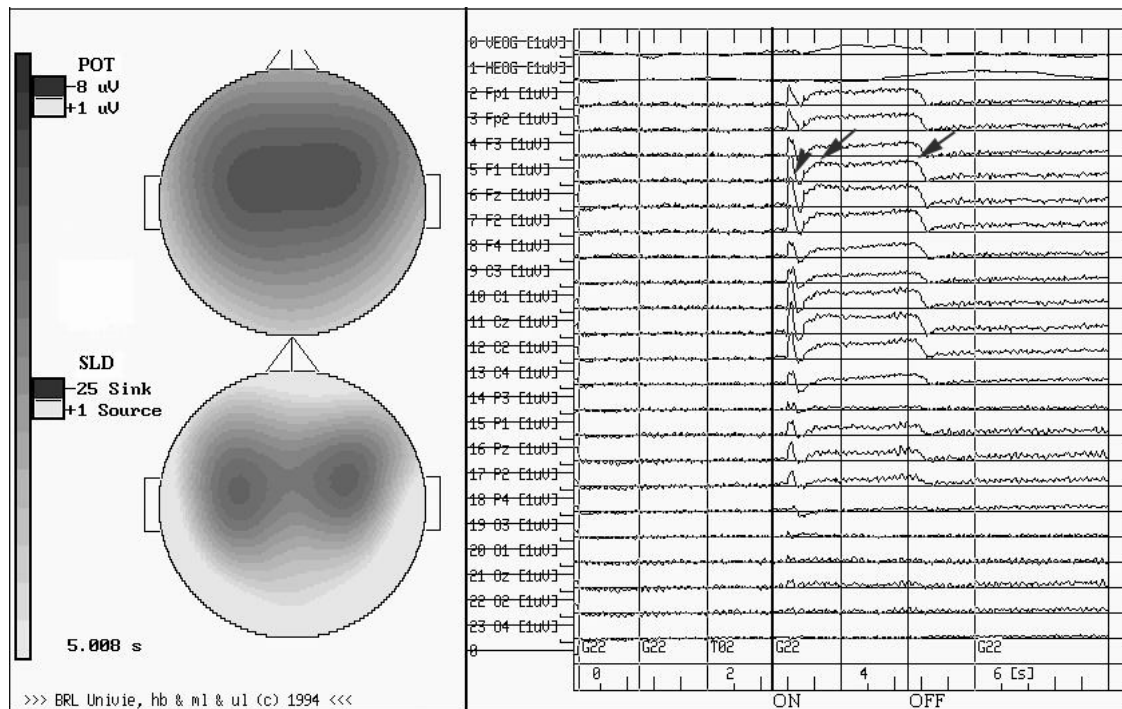 POT
-8 uV
+1 uV
SLD
-25 Sink
+1 Source
5.008 s
>>> BRL Univie, hb & ml & ul (c) 1994 <<<
0 VEOG [1uV]
1 HEOG [1uV]
2 Fp1 [1uV]
3 Fp2 [1uV]
4 F3 [1uV]
5 F1 [1uV]
6 Fz [1uV]
7 F2 [1uV]
8 F4 [1uV]
9 C3 [1uV]
10 C1 [1uV]
11 Cz [1uV]
12 C2 [1uV]
13 C4 [1uV]
14 P3 [1uV]
15 P1 [1uV]
16 Pz [1uV]
17 P2 [1uV]
18 P4 [1uV]
19 O3 [1uV]
20 O1 [1uV]
21 Oz [1uV]
22 O2 [1uV]
23 O4 [1uV]
0 G22 G22 T02 G22 G22
0 2 4 6 [s]
ON OFF